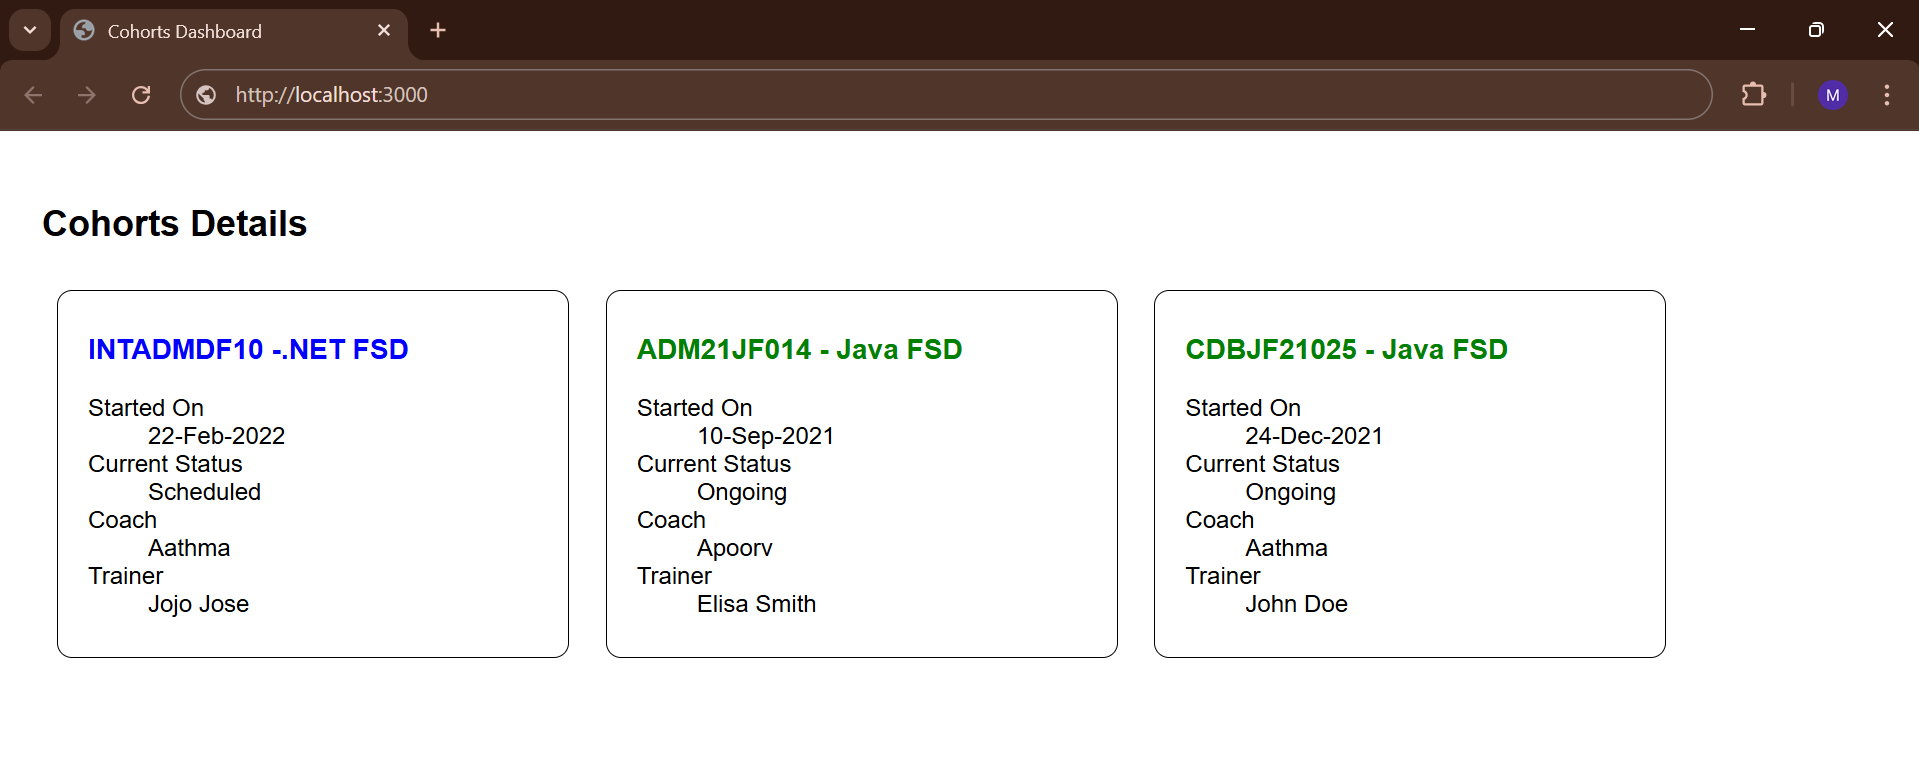 Cohorts Dashboard
http://localhost:3000
M
Cohorts Details
INTADMDF10 -.NET FSD
Started On
22-Feb-2022
Current Status
Scheduled
Coach
Aathma
Trainer
Jojo Jose
ADM21JF014 - Java FSD
Started On
10-Sep-2021
Current Status
Ongoing
Coach
Apoorv
Trainer
Elisa Smith
CDBJF21025 - Java FSD
Started On
24-Dec-2021
Current Status
Ongoing
Coach
Aathma
Trainer
John Doe